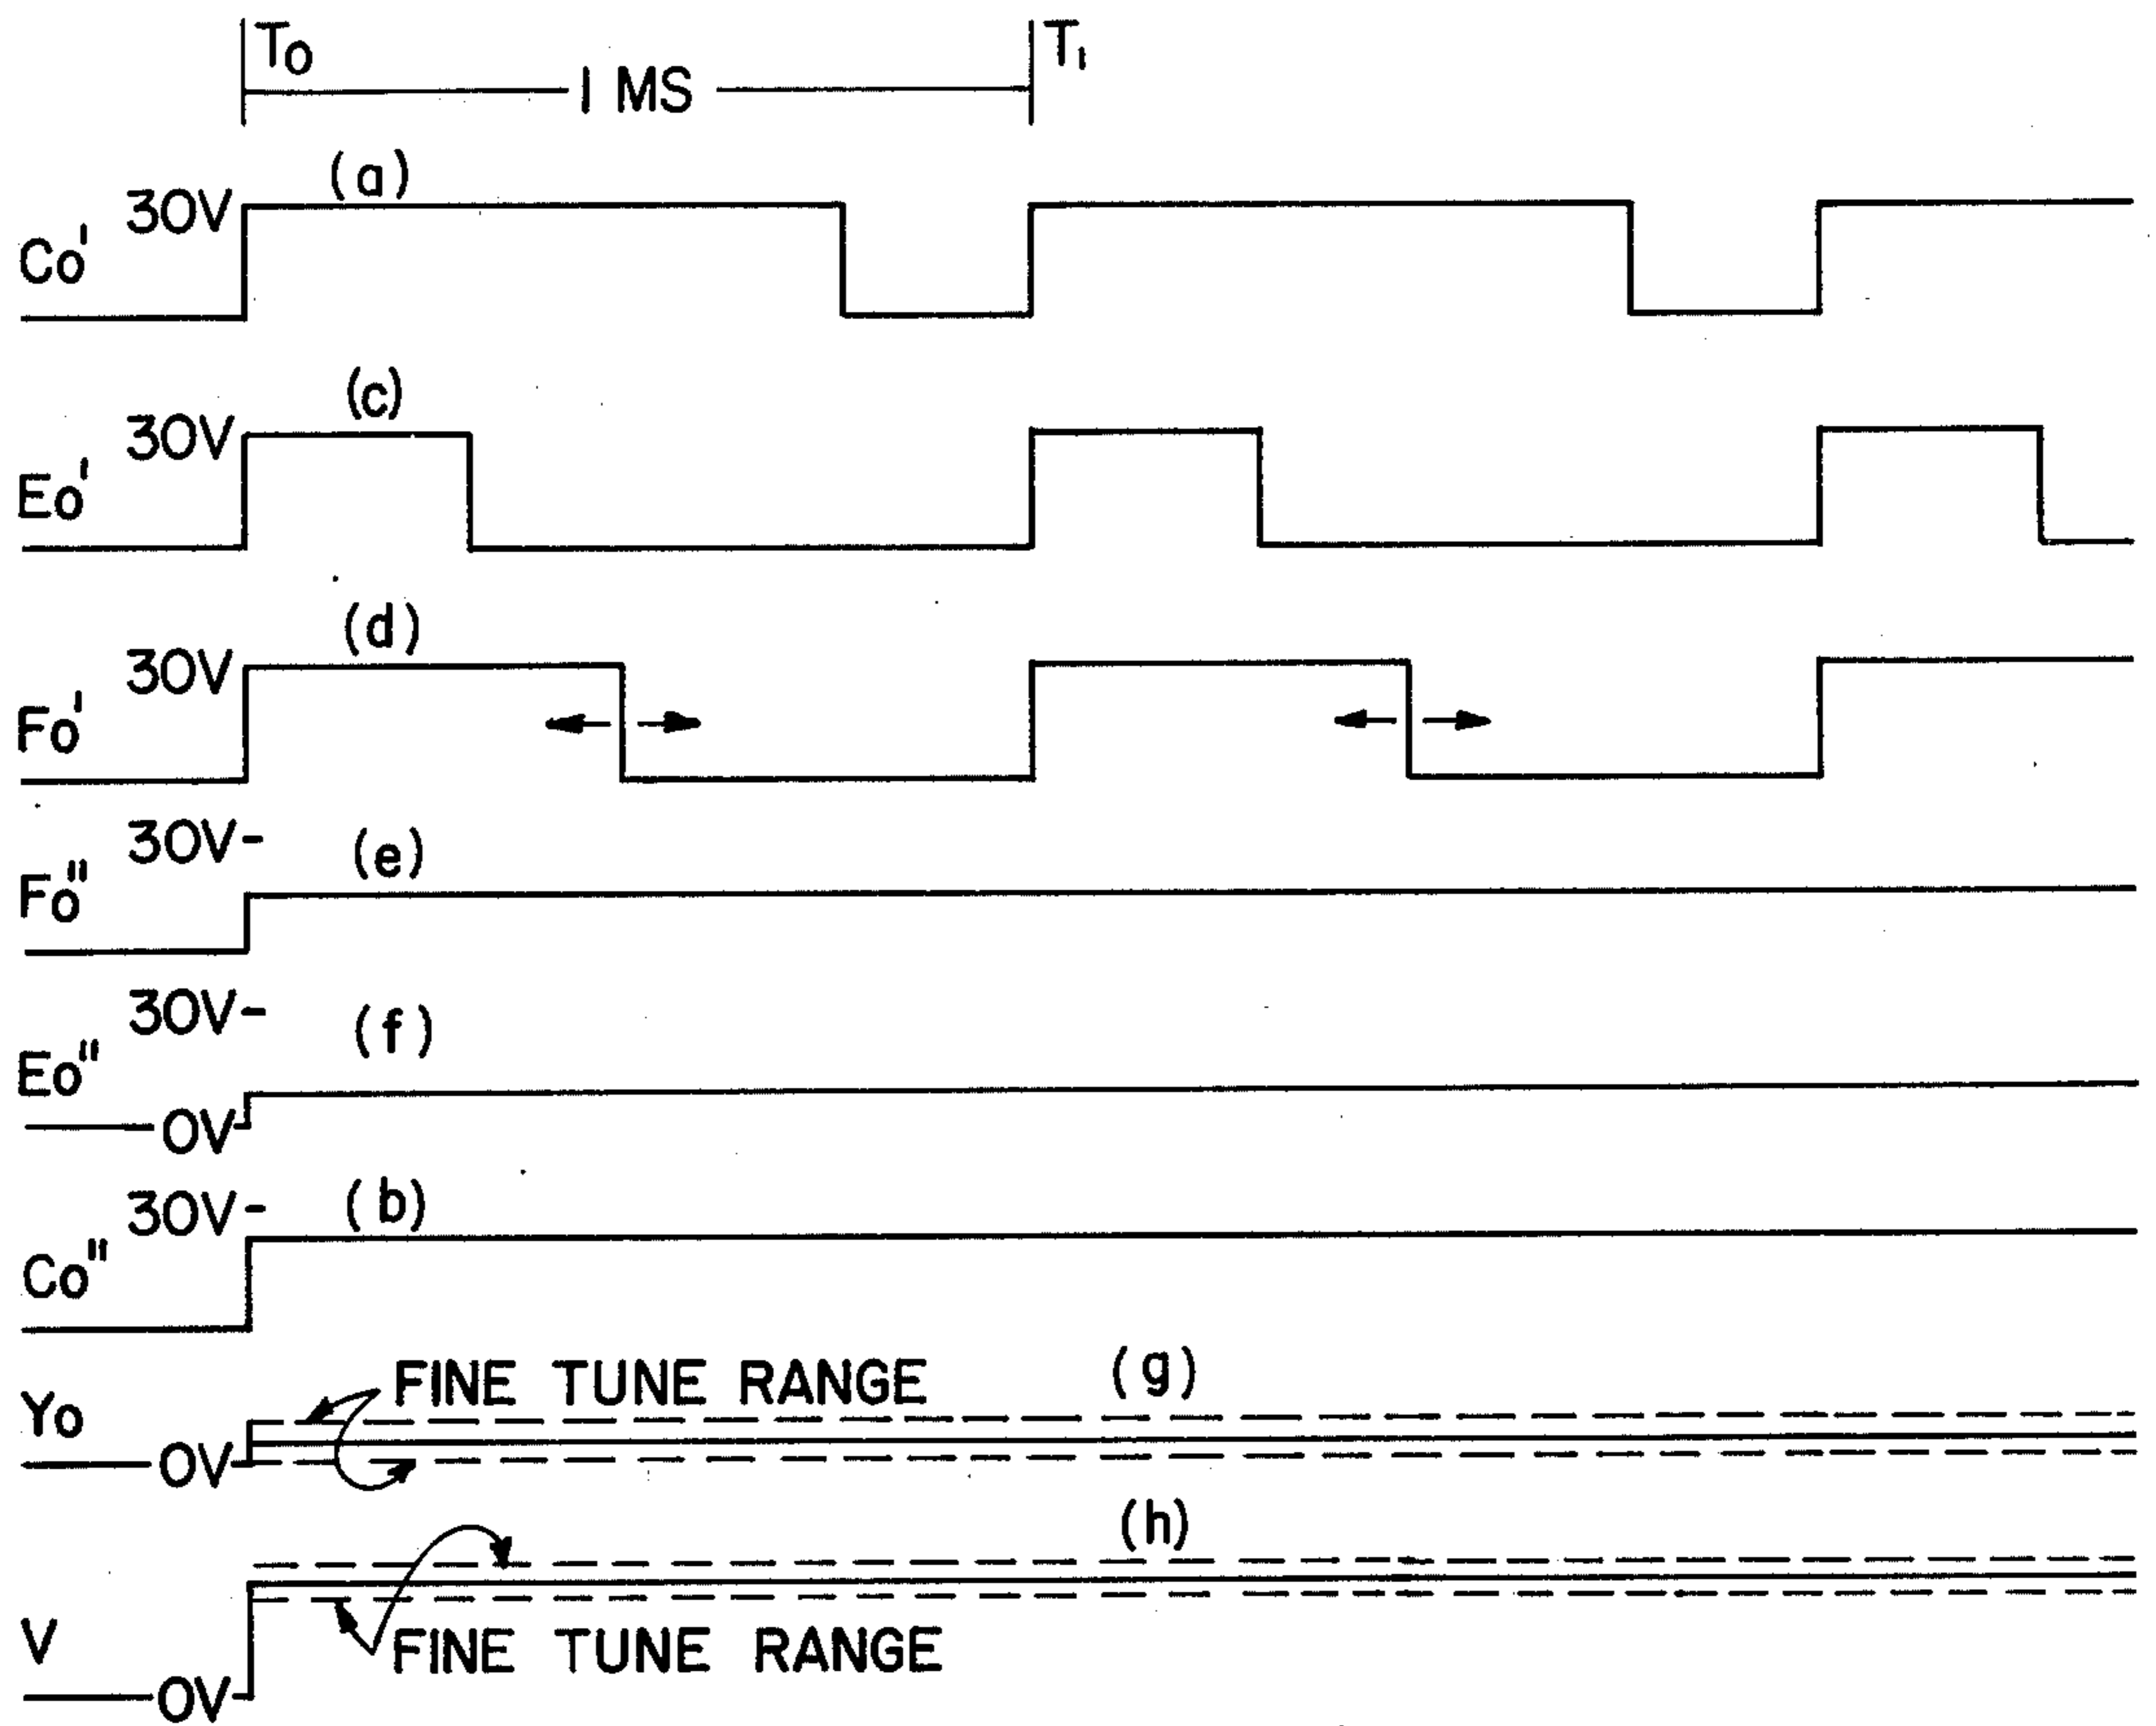 To T1
1 MS
(a)
30V
Co'
(c)
30V
Eo'
(d)
30V
Fo'
30V-
(e)
Fo"
30V-
(f)
Eo"
0V
30V-
(b)
Co"
FINE TUNE RANGE (g)
Yo
0V
(h)
V
FINE TUNE RANGE
0V